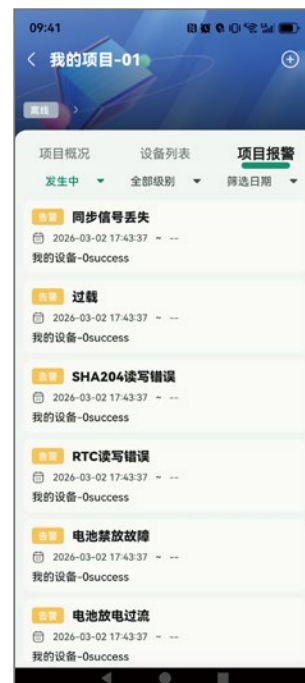 09:41
我的项目-01
离线
项目概况 设备列表 项目报警
发生中 全部级别 筛选日期
告警 同步信号丢失
2026-03-02 17:43:37 ~ --
我的设备-0success
告警 过载
2026-03-02 17:43:37 ~ --
我的设备-0success
告警 SHA204读写错误
2026-03-02 17:43:37 ~ --
我的设备-0success
告警 RTC读写错误
2026-03-02 17:43:37 ~ --
我的设备-0success
告警 电池禁放故障
2026-03-02 17:43:37 ~ --
我的设备-0success
告警 电池放电过流
2026-03-02 17:43:37 ~ --
我的设备-0success